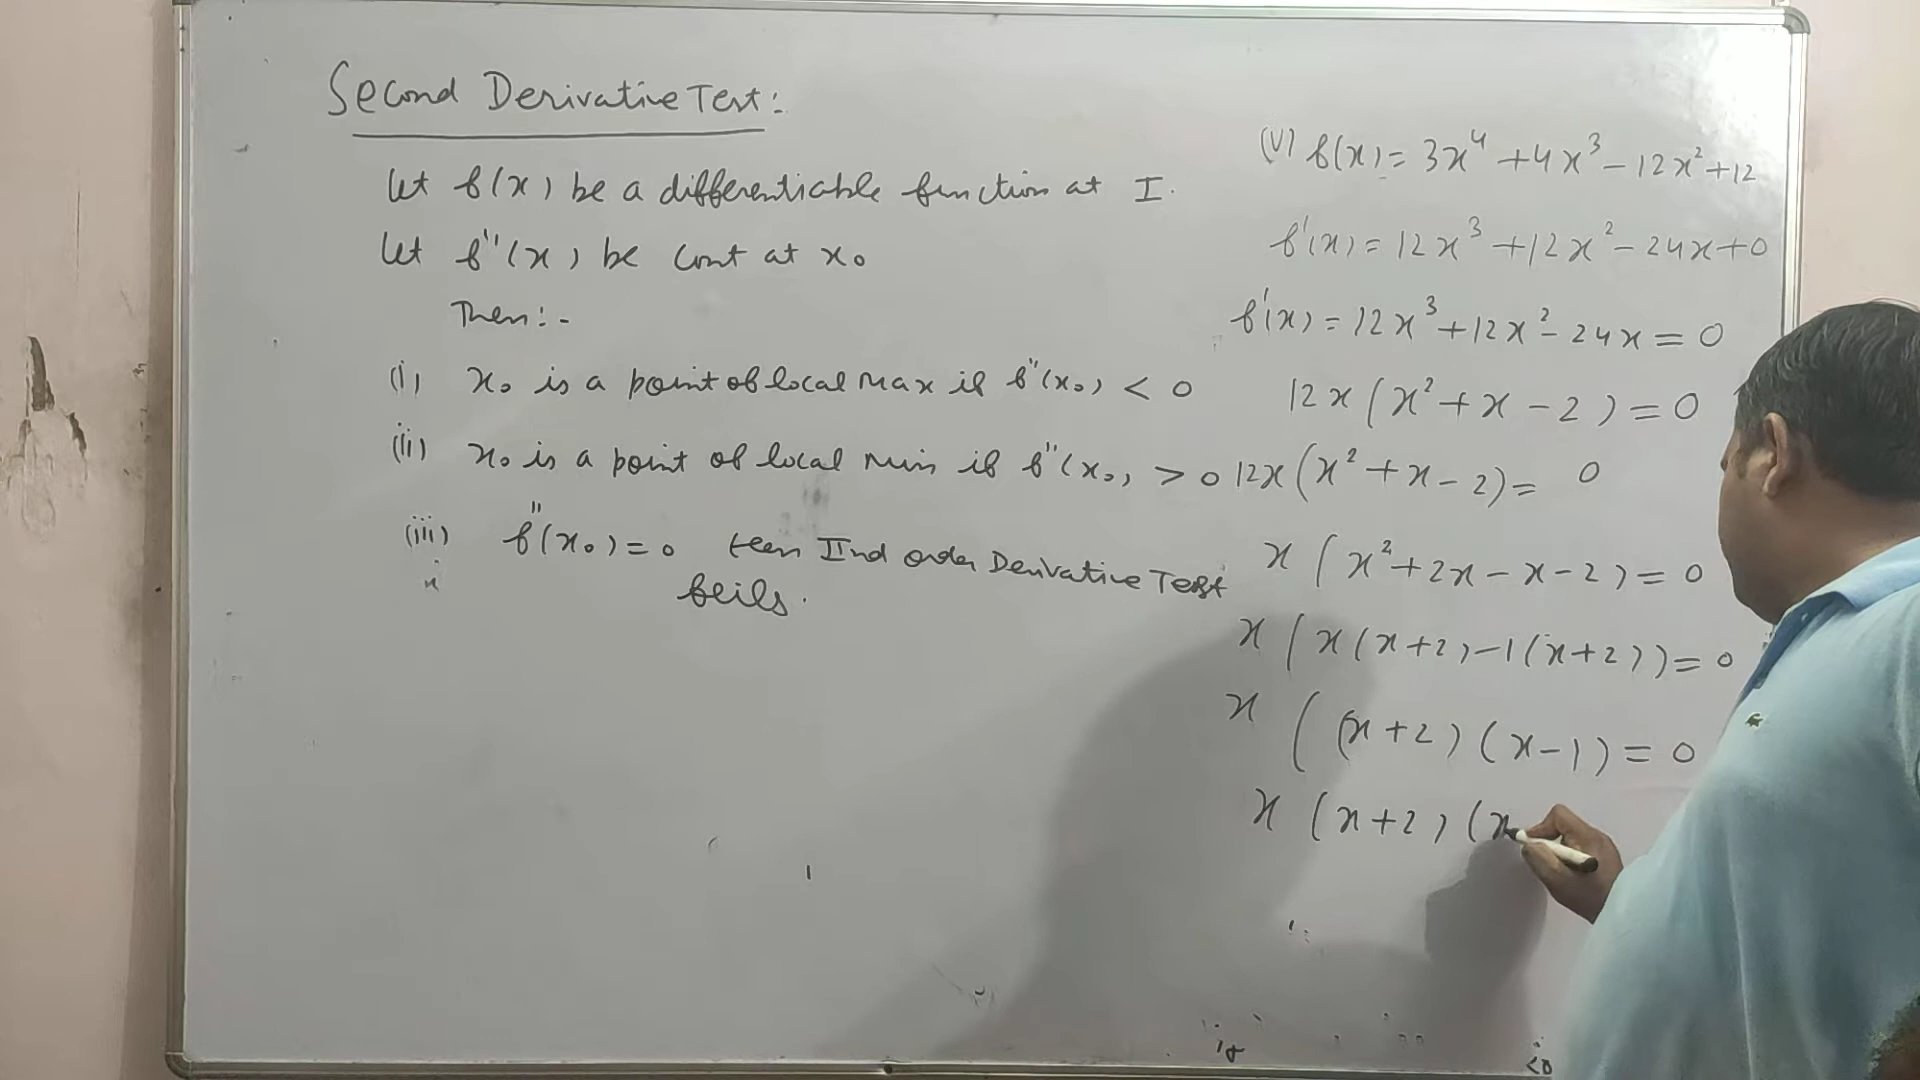 Second Derivative Test:
Let f(x) be a differentiable function at I.
Let f''(x) be cont at x₀
Then:-
(i) x₀ is a point of local max if f''(x₀) < 0
(ii) x₀ is a point of local min if f''(x₀) > 0
(iii) f''(x₀) = 0 then IInd order Derivative Test
feils.
(V) f(x) = 3x⁴ + 4x³ - 12x² + 12
f'(x) = 12x³ + 12x² - 24x + 0
f'(x) = 12x³ + 12x² - 24x = 0
12x (x² + x - 2) = 0
12x (x² + x - 2) = 0
x (x² + 2x - x - 2) = 0
x (x(x+2) - 1(x+2)) = 0
x ((x+2) (x-1) = 0
x (x+2) (x